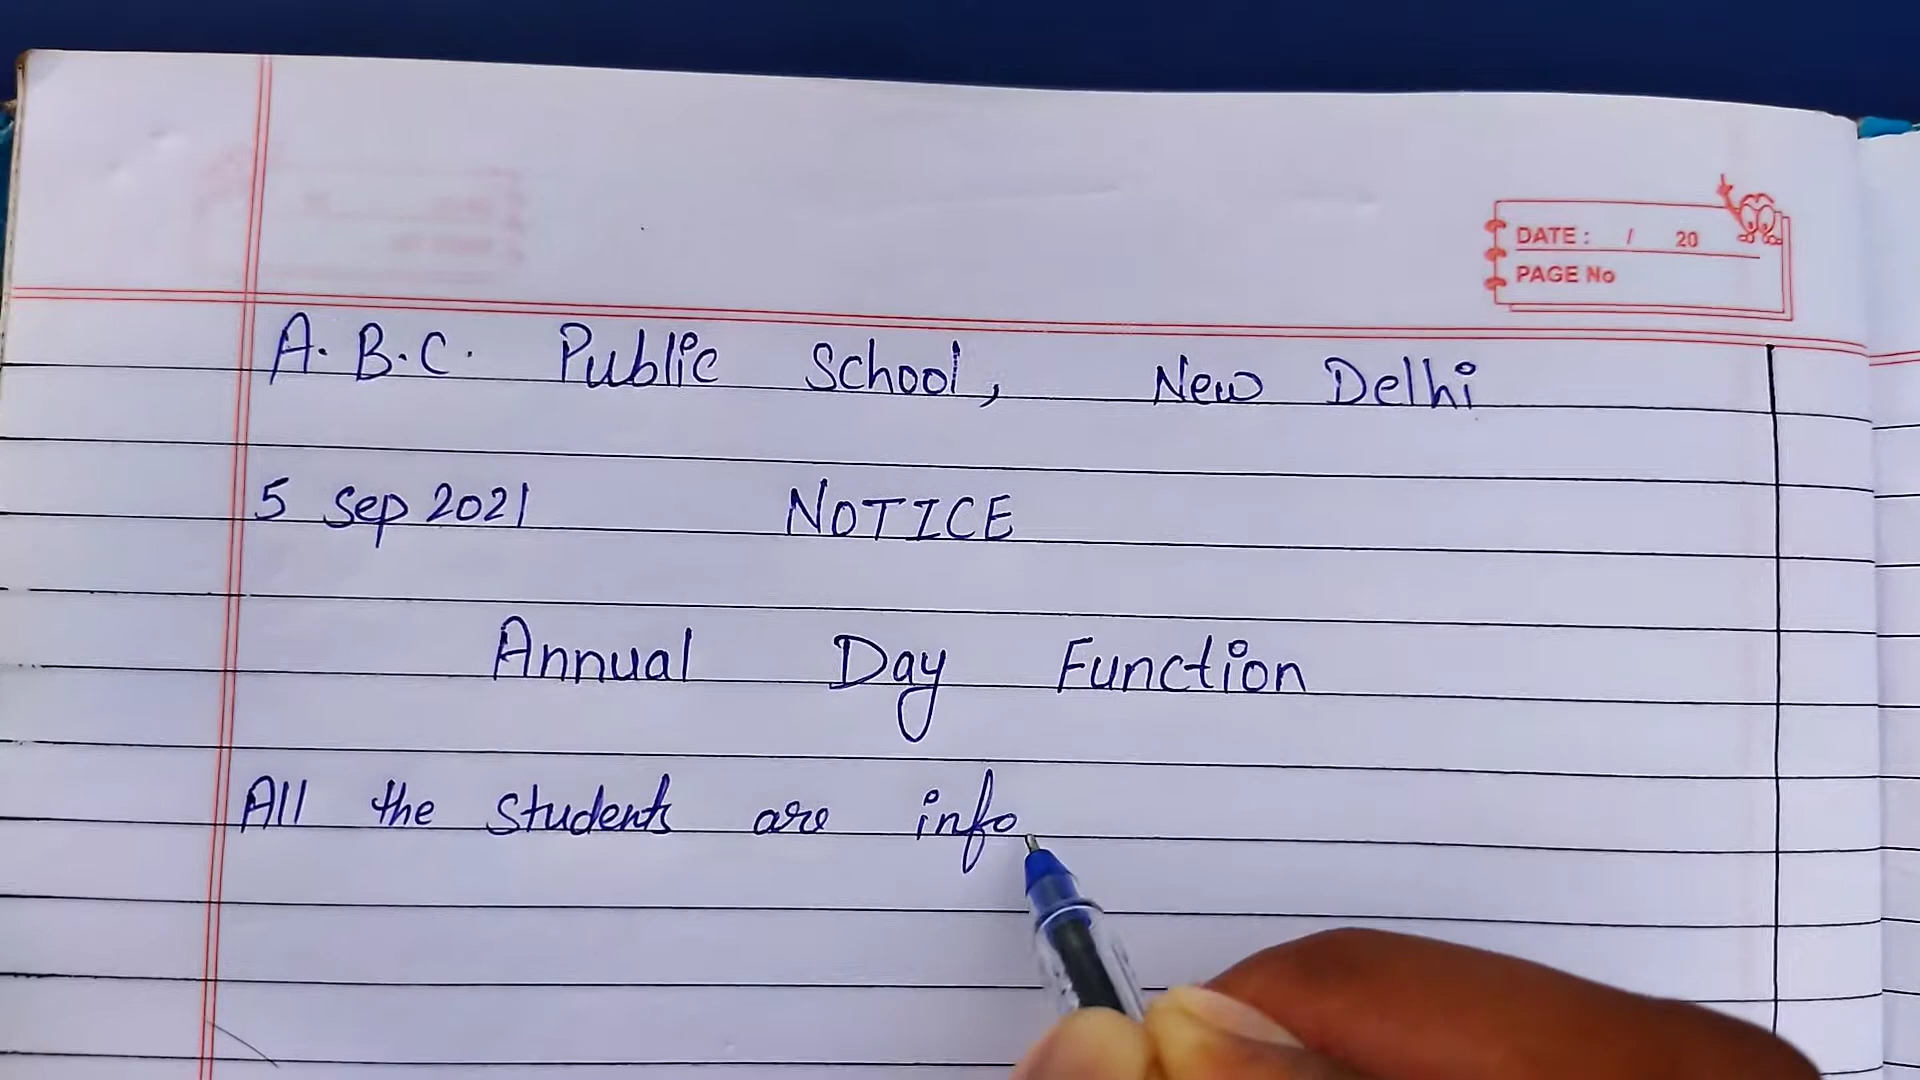 DATE: / 20
PAGE No
A. B.C. Public School, New Delhi
5 Sep 2021 NOTICE
Annual Day Function
All the students are info